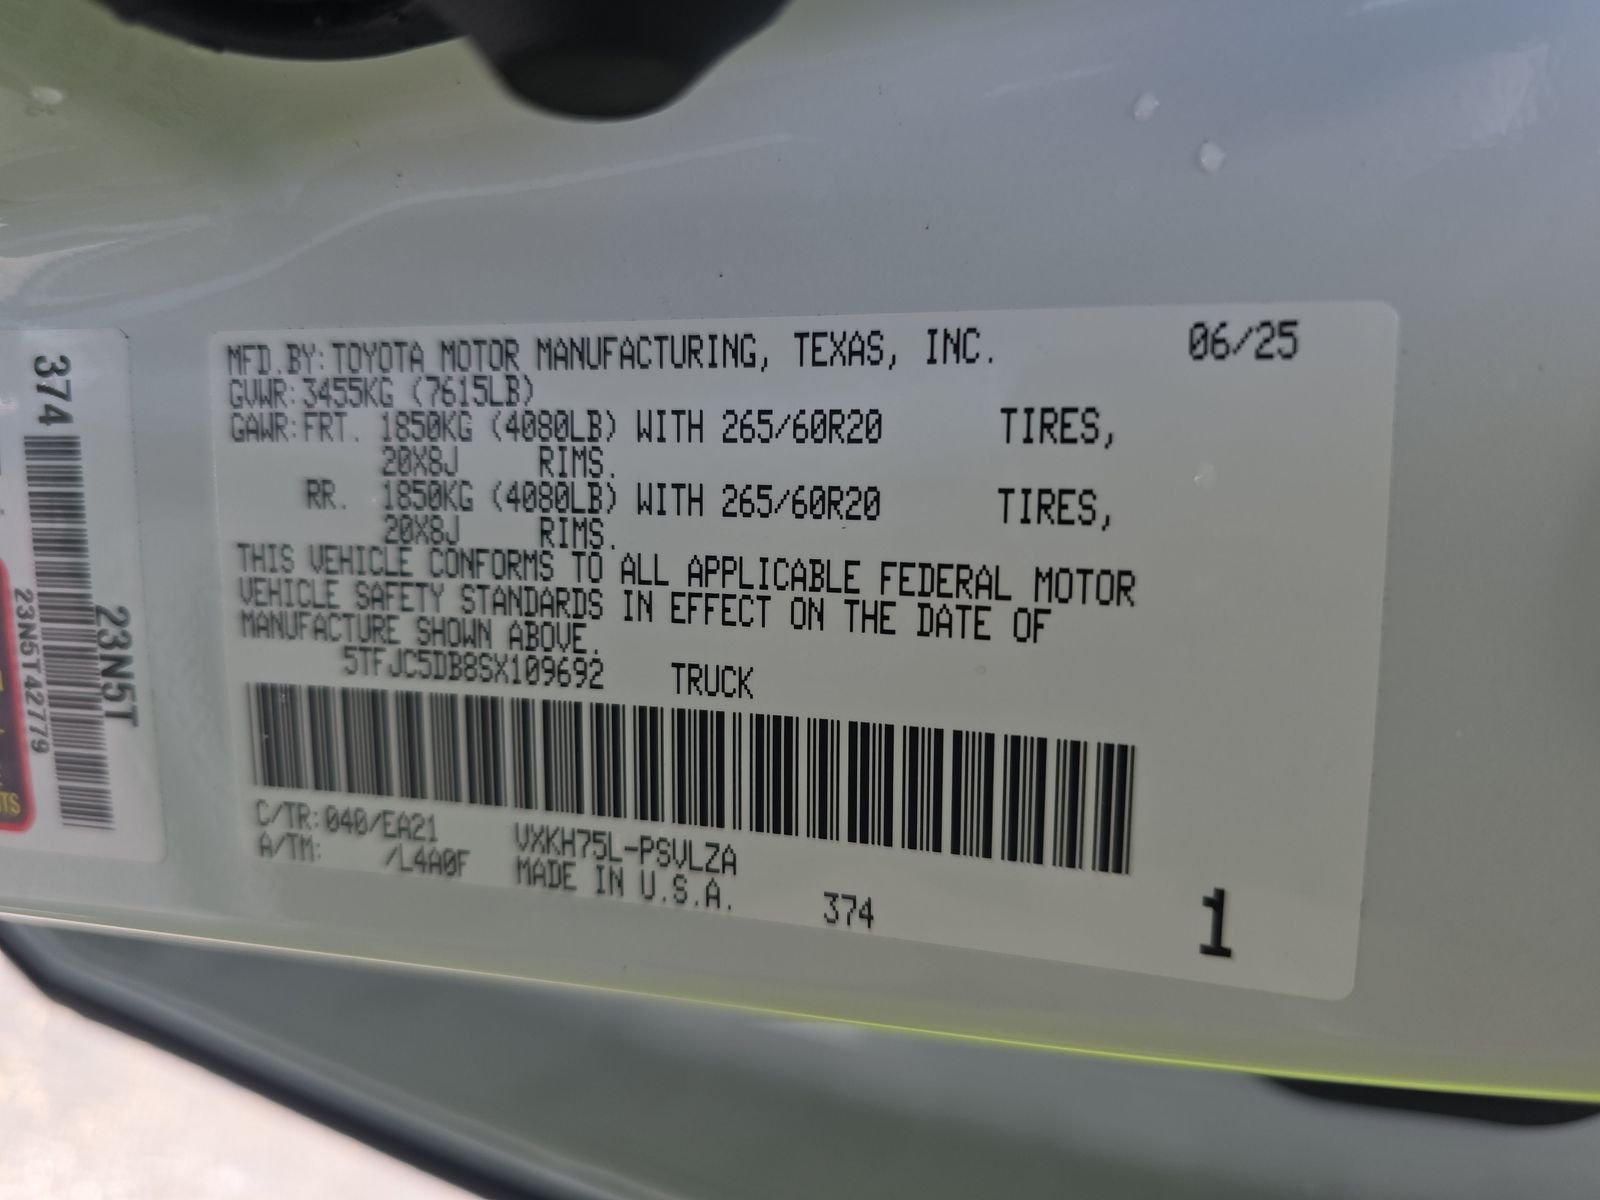 MFD.BY:TOYOTA MOTOR MANUFACTURING, TEXAS, INC. 06/25
GVWR:3455KG (7615LB)
GAWR:FRT. 1850KG (4080LB) WITH 265/60R20 TIRES,
20X8J RIMS.
RR. 1850KG (4080LB) WITH 265/60R20 TIRES,
20X8J RIMS.
THIS VEHICLE CONFORMS TO ALL APPLICABLE FEDERAL MOTOR
VEHICLE SAFETY STANDARDS IN EFFECT ON THE DATE OF
MANUFACTURE SHOWN ABOVE.
5TFJC5DB8SX109692 TRUCK
C/TR:040/EA21 VXKH75L-PSVLZA
A/TM: /L4A0F MADE IN U.S.A. 374 1
374
23N5T
23N5T42779